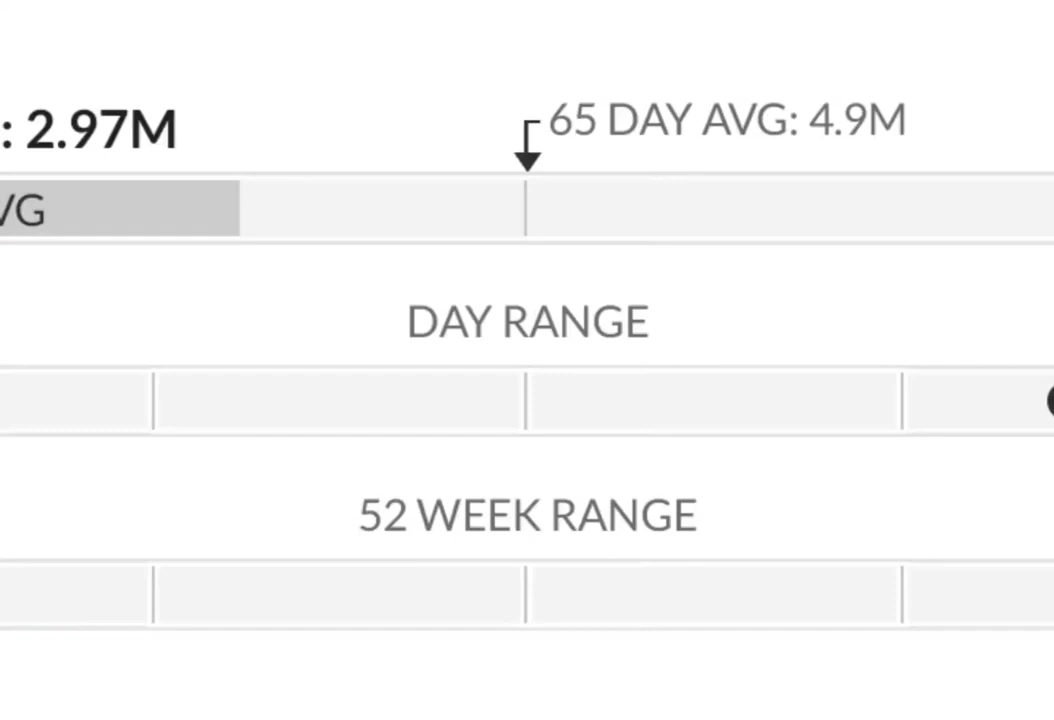 : 2.97M
65 DAY AVG: 4.9M
VG
DAY RANGE
52 WEEK RANGE